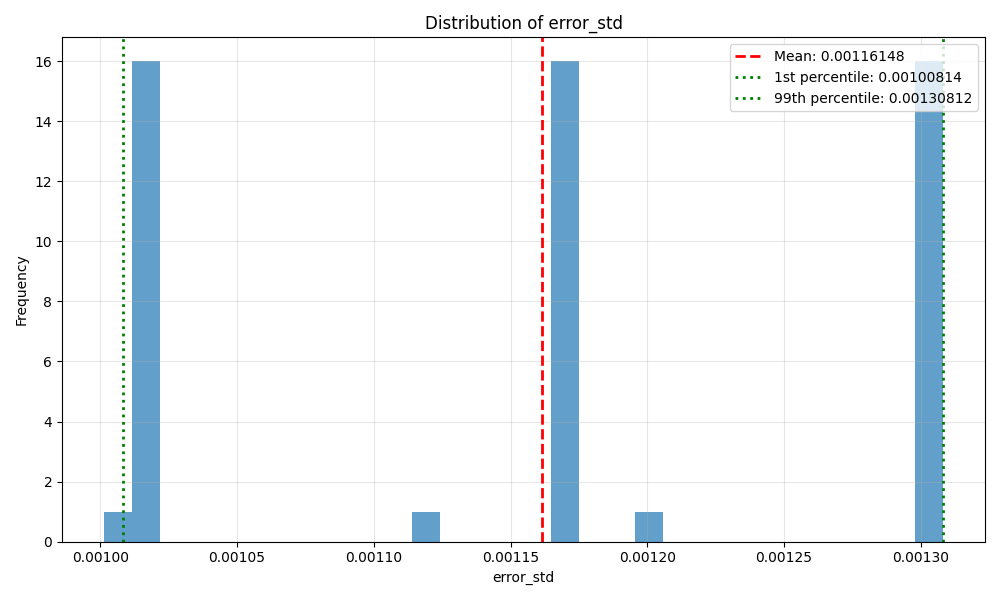 Distribution of error_std
Mean: 0.00116148
1st percentile: 0.00100814
99th percentile: 0.00130812
16
14
12
10
8
6
4
2
0
Frequency
0.00100
0.00105
0.00110
0.00115
0.00120
0.00125
0.00130
error_std